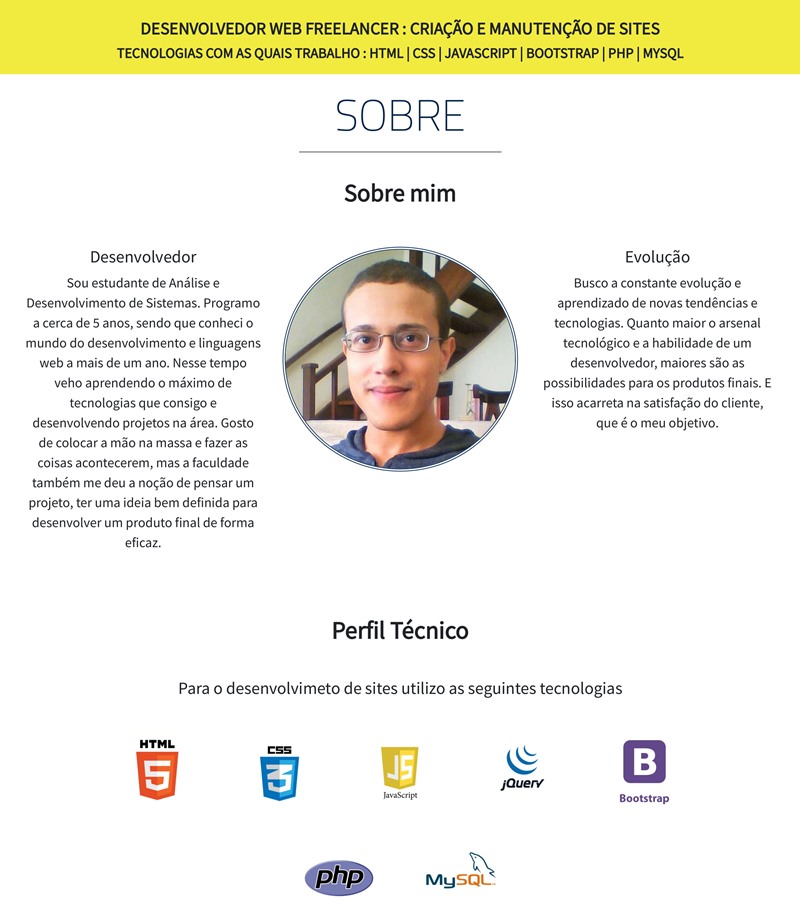 DESENVOLVEDOR WEB FREELANCER : CRIAÇÃO E MANUTENÇÃO DE SITES
TECNOLOGIAS COM AS QUAIS TRABALHO : HTML | CSS | JAVASCRIPT | BOOTSTRAP | PHP | MYSQL
SOBRE
Sobre mim
Desenvolvedor
Sou estudante de Análise e
Desenvolvimento de Sistemas. Programo
a cerca de 5 anos, sendo que conheci o
mundo do desenvolvimento e linguagens
web a mais de um ano. Nesse tempo
veho aprendendo o máximo de
tecnologias que consigo e
desenvolvendo projetos na área. Gosto
de colocar a mão na massa e fazer as
coisas acontecerem, mas a faculdade
também me deu a noção de pensar um
projeto, ter uma ideia bem definida para
desenvolver um produto final de forma
eficaz.
Evolução
Busco a constante evolução e
aprendizado de novas tendências e
tecnologias. Quanto maior o arsenal
tecnológico e a habilidade de um
desenvolvedor, maiores são as
possibilidades para os produtos finais. E
isso acarreta na satisfação do cliente,
que é o meu objetivo.
Perfil Técnico
Para o desenvolvimeto de sites utilizo as seguintes tecnologias
HTML
5
CSS
3
JS
JavaScript
jQuery
B
Bootstrap
php
MySQL